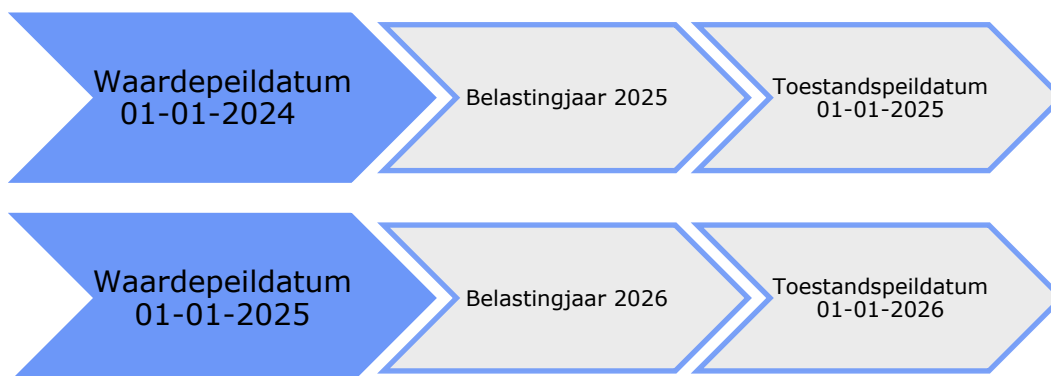 Waardepeildatum
01-01-2024
Belastingjaar 2025
Toestandspeildatum
01-01-2025
Waardepeildatum
01-01-2025
Belastingjaar 2026
Toestandspeildatum
01-01-2026